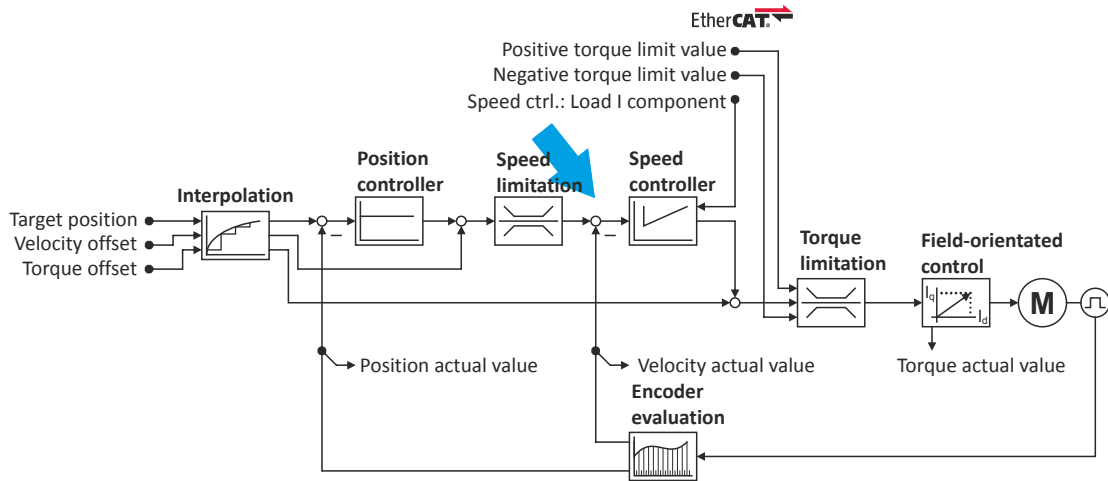 EtherCAT®
Positive torque limit value
Negative torque limit value
Speed ctrl.: Load I component
Position
controller
Speed
limitation
Speed
controller
Interpolation
Target position
Velocity offset
Torque offset
Torque
limitation
Field-orientated
control
Iq
Id
M
Position actual value
Velocity actual value
Torque actual value
Encoder
evaluation